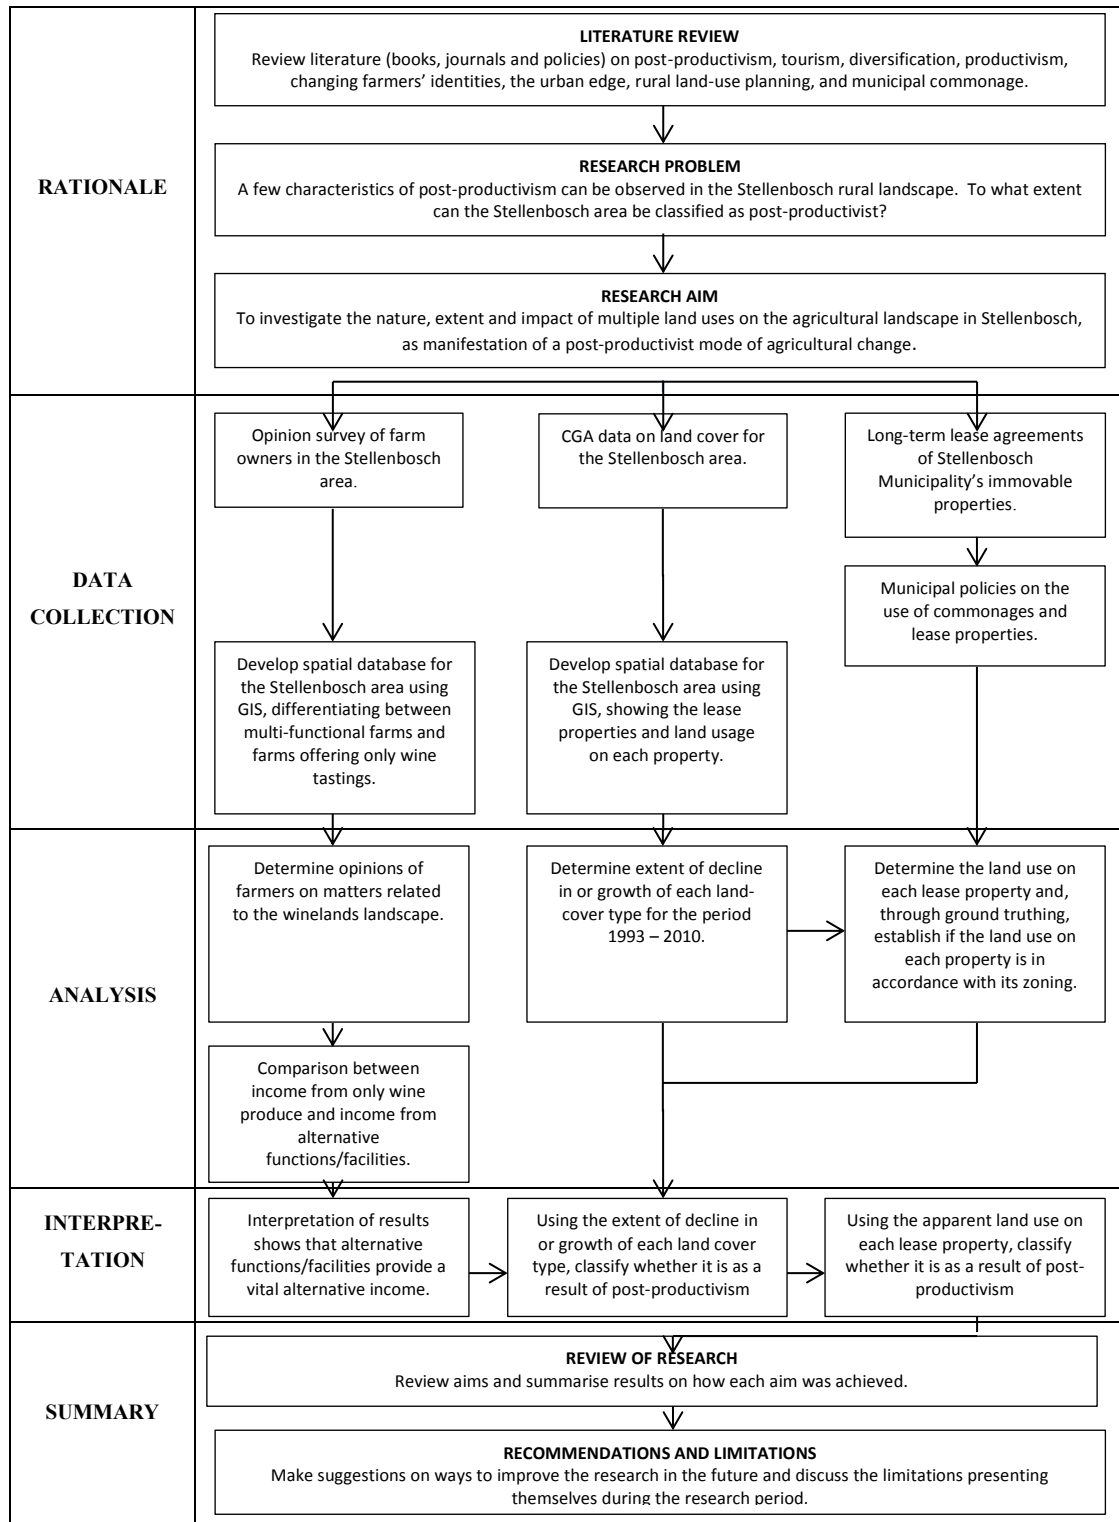 RATIONALE
LITERATURE REVIEW
Review literature (books, journals and policies) on post-productivism, tourism, diversification, productivism,
changing farmers' identities, the urban edge, rural land-use planning, and municipal commonage.
RESEARCH PROBLEM
A few characteristics of post-productivism can be observed in the Stellenbosch rural landscape. To what extent
can the Stellenbosch area be classified as post-productivist?
RESEARCH AIM
To investigate the nature, extent and impact of multiple land uses on the agricultural landscape in Stellenbosch,
as manifestation of a post-productivist mode of agricultural change.
DATA
COLLECTION
Opinion survey of farm
owners in the Stellenbosch
area.
CGA data on land cover for
the Stellenbosch area.
Long-term lease agreements
of Stellenbosch
Municipality's immovable
properties.
Municipal policies on the
use of commonages and
lease properties.
Develop spatial database for
the Stellenbosch area using
GIS, differentiating between
multi-functional farms and
farms offering only wine
tastings.
Develop spatial database for
the Stellenbosch area using
GIS, showing the lease
properties and land usage
on each property.
ANALYSIS
Determine opinions of
farmers on matters related
to the winelands landscape.
Determine extent of decline
in or growth of each land-
cover type for the period
1993 – 2010.
Determine the land use on
each lease property and,
through ground truthing,
establish if the land use on
each property is in
accordance with its zoning.
Comparison between
income from only wine
produce and income from
alternative
functions/facilities.
INTERPRE-
TATION
Interpretation of results
shows that alternative
functions/facilities provide a
vital alternative income.
Using the extent of decline in
or growth of each land cover
type, classify whether it is as a
result of post-productivism
Using the apparent land use on
each lease property, classify
whether it is as a result of post-
productivism
SUMMARY
REVIEW OF RESEARCH
Review aims and summarise results on how each aim was achieved.
RECOMMENDATIONS AND LIMITATIONS
Make suggestions on ways to improve the research in the future and discuss the limitations presenting
themselves during the research period.